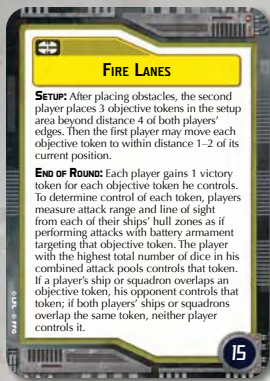 FIRE LANES
SETUP: After placing obstacles, the second
player places 3 objective tokens in the setup
area beyond distance 4 of both players'
edges. Then the first player may move each
objective token to within distance 1–2 of its
current position.
END OF ROUND: Each player gains 1 victory
token for each objective token he controls.
To determine control of each token, players
measure attack range and line of sight
from each of their ships' hull zones as if
performing attacks with battery armament
targeting that objective token. The player
with the highest total number of dice in his
combined attack pools controls that token.
If a player's ship or squadron overlaps an
objective token, his opponent controls that
token; if both players' ships or squadrons
overlap the same token, neither player
controls it.
© LFL © FFG
15